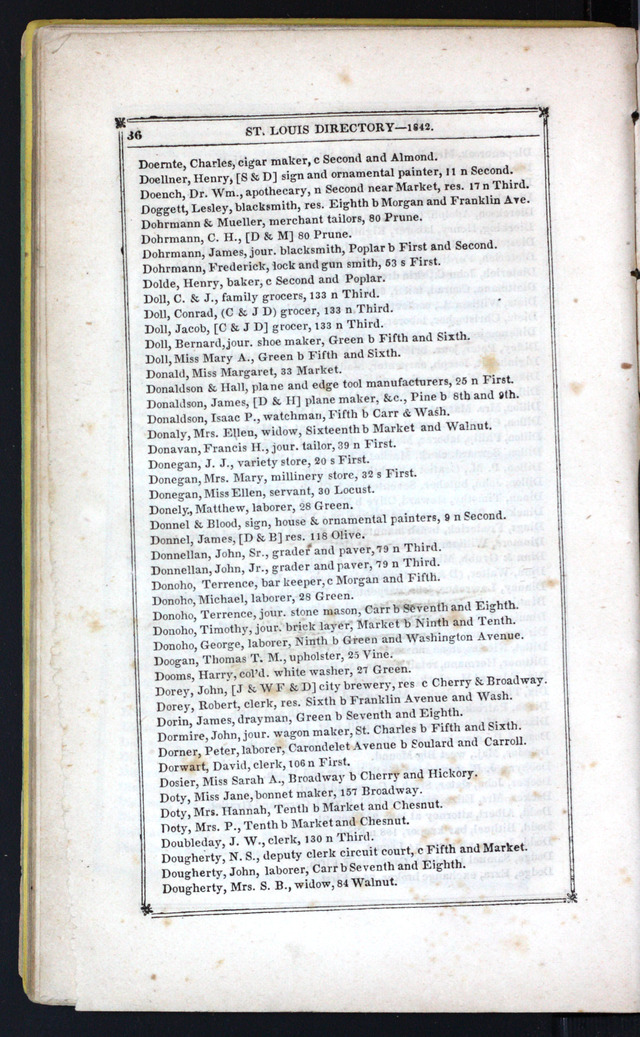 36
ST. LOUIS DIRECTORY—1842.
Doernte, Charles, cigar maker, c Second and Almond.
Doellner, Henry, [S & D] sign and ornamental painter, 11 n Second.
Doench, Dr. Wm., apothecary, n Second near Market, res. 17 n Third.
Doggett, Lesley, blacksmith, res. Eighth b Morgan and Franklin Ave.
Dohrmann & Mueller, merchant tailors, 80 Prune.
Dohrmann, C. H., [D & M] 80 Prune.
Dohrmann, James, jour. blacksmith, Poplar b First and Second.
Dohrmann, Frederick, lock and gun smith, 53 s First.
Dolde, Henry, baker, c Second and Poplar.
Doll, C. & J., family grocers, 133 n Third.
Doll, Conrad, (C & J D) grocer, 133 n Third.
Doll, Jacob, [C & J D] grocer, 133 n Third.
Doll, Bernard, jour. shoe maker, Green b Fifth and Sixth.
Doll, Miss Mary A., Green b Fifth and Sixth.
Donald, Miss Margaret, 33 Market.
Donaldson & Hall, plane and edge tool manufacturers, 25 n First.
Donaldson, James, [D & H] plane maker, &c., Pine b 8th and 9th.
Donaldson, Isaac P., watchman, Fifth b Carr & Wash.
Donaly, Mrs. Ellen, widow, Sixteenth b Market and Walnut.
Donavan, Francis H., jour. tailor, 39 n First.
Donegan, J. J., variety store, 20 s First.
Donegan, Mrs. Mary, millinery store, 32 s First.
Donegan, Miss Ellen, servant, 30 Locust.
Donely, Matthew, laborer, 28 Green.
Donnel & Blood, sign, house & ornamental painters, 9 n Second.
Donnel, James, [D & B] res. 118 Olive.
Donnellan, John, Sr., grader and paver, 79 n Third.
Donnellan, John, Jr., grader and paver, 79 n Third.
Donoho, Terrence, bar keeper, c Morgan and Fifth.
Donoho, Michael, laborer, 28 Green.
Donoho, Terrence, jour. stone mason, Carr b Seventh and Eighth.
Donoho, Timothy, jour. brick layer, Market b Ninth and Tenth.
Donoho, George, laborer, Ninth b Green and Washington Avenue.
Doogan, Thomas T. M., upholster, 25 Vine.
Dooms, Harry, col'd. white washer, 27 Green.
Dorey, John, [J & W F & D] city brewery, res c Cherry & Broadway.
Dorey, Robert, clerk, res. Sixth b Franklin Avenue and Wash.
Dorin, James, drayman, Green b Seventh and Eighth.
Dormire, John, jour. wagon maker, St. Charles b Fifth and Sixth.
Dorner, Peter, laborer, Carondelet Avenue b Soulard and Carroll.
Dorwart, David, clerk, 106 n First.
Dosier, Miss Sarah A., Broadway b Cherry and Hickory.
Doty, Miss Jane, bonnet maker, 157 Broadway.
Doty, Mrs. Hannah, Tenth b Market and Chesnut.
Doty, Mrs. P., Tenth b Market and Chesnut.
Doubleday, J. W., clerk, 130 n Third.
Dougherty, N. S., deputy clerk circuit court, c Fifth and Market.
Dougherty, John, laborer, Carr b Seventh and Eighth.
Dougherty, Mrs. S. B., widow, 84 Walnut.